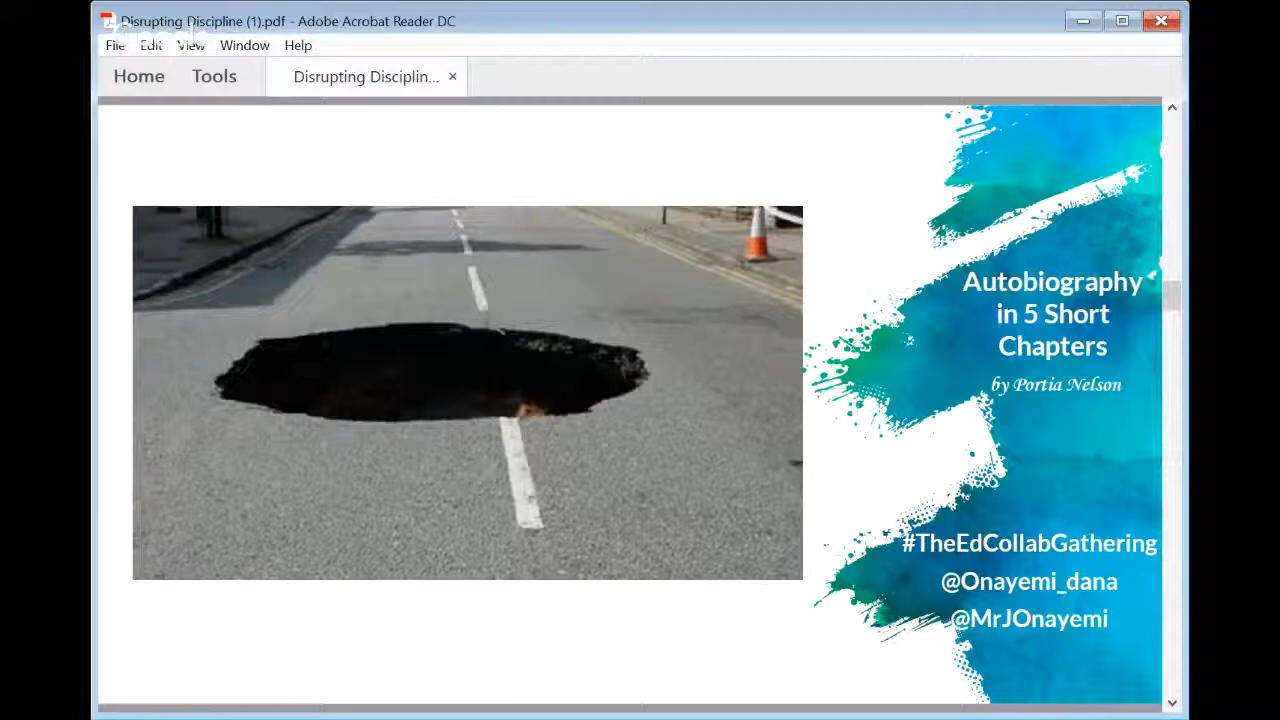 Disrupting Discipline (1).pdf - Adobe Acrobat Reader DC
File Edit View Window Help
Home Tools Disrupting Disciplin... ×
Autobiography
in 5 Short
Chapters
by Portia Nelson
#TheEdCollabGathering
@Onayemi_dana
@MrJOnayemi